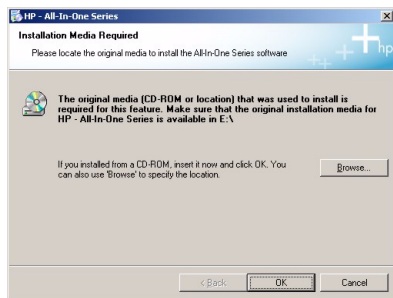 HP - All-In-One Series
Installation Media Required
Please locate the original media to install the All-In-One Series software
hp
The original media (CD-ROM or location) that was used to install is
required for this feature. Make sure that the original installation media for
HP - All-In-One Series is available in E:\
If you installed from a CD-ROM, insert it now and click OK. You
can also use 'Browse' to specify the location.
Browse...
< Back
OK
Cancel